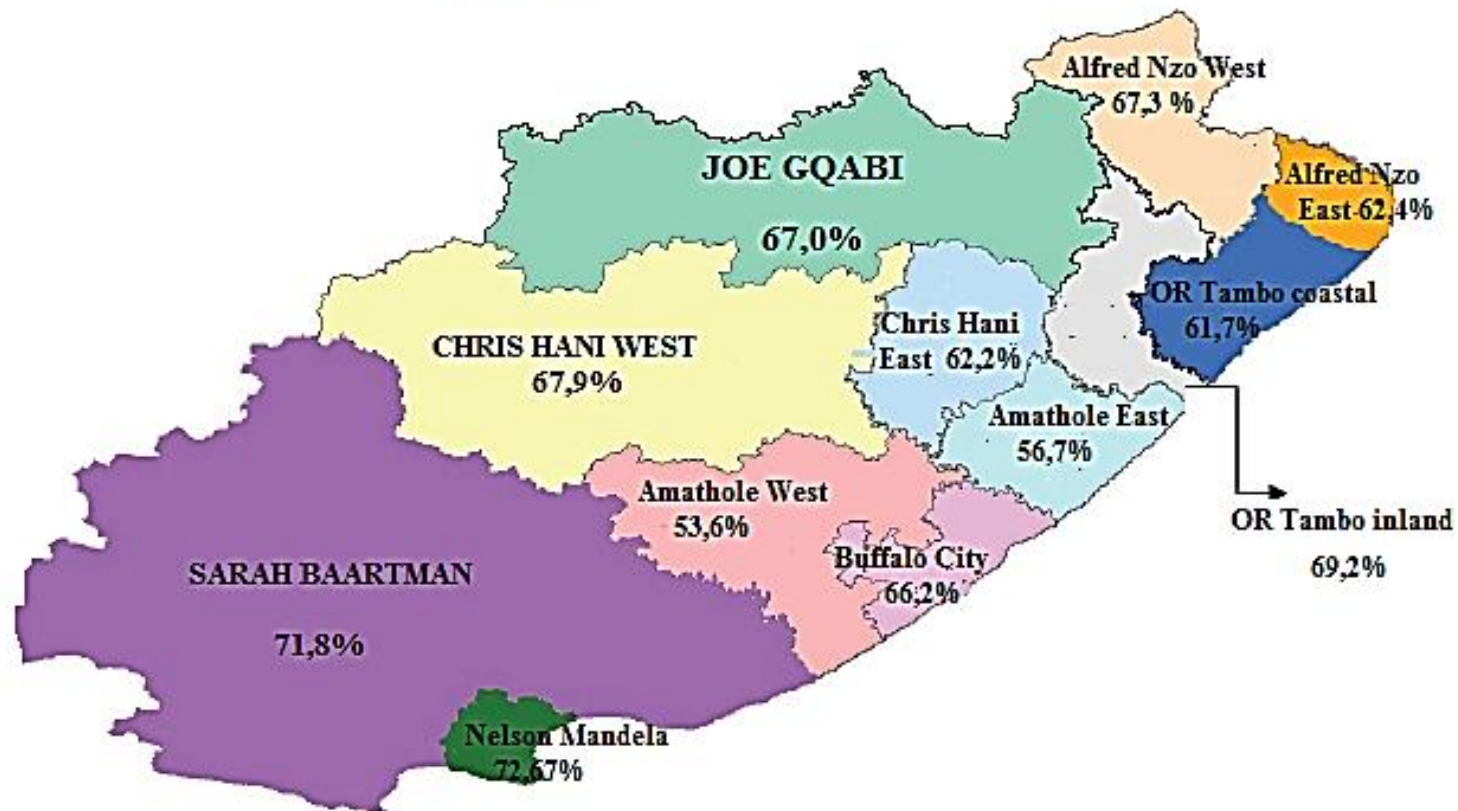 Alfred Nzo West
67,3 %
JOE GQABI
67,0%
Alfred Nzo
East 62,4%
OR Tambo coastal
61,7%
Chris Hani
East 62,2%
CHRIS HANI WEST
67,9%
Amathole East
56,7%
Amathole West
53,6%
OR Tambo inland
69,2%
Buffalo City
66,2%
SARAH BAARTMAN
71,8%
Nelson Mandela
72,67%